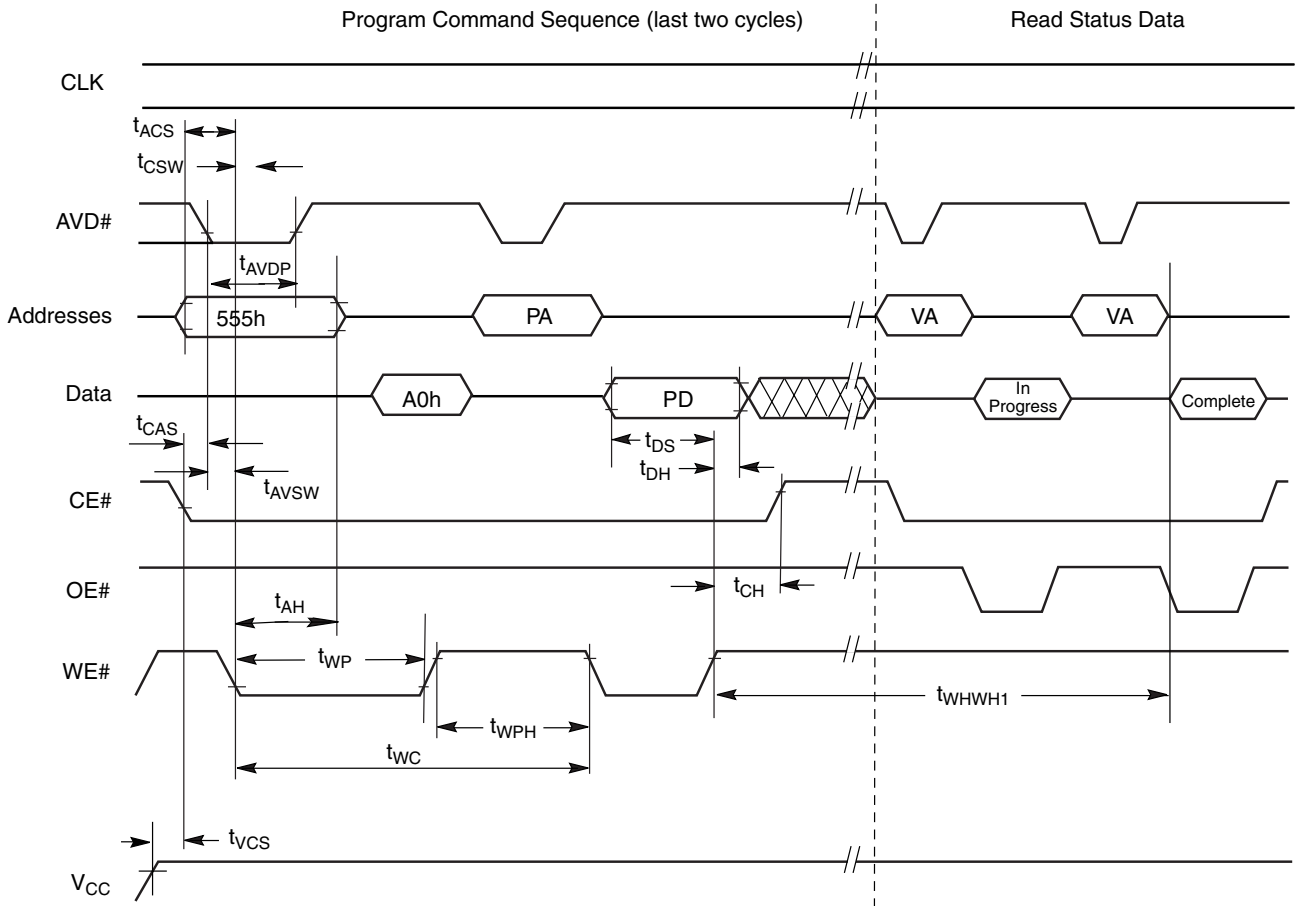 Program Command Sequence (last two cycles)
Read Status Data
CLK
tACS
tCSW
AVD#
tAVDP
Addresses
555h
PA
VA
VA
Data
A0h
PD
In
Progress
Complete
tCAS
tDS
tDH
tAVSW
CE#
OE#
tCH
tAH
WE#
tWP
tWHWH1
tWPH
tWC
tVCS
VCC